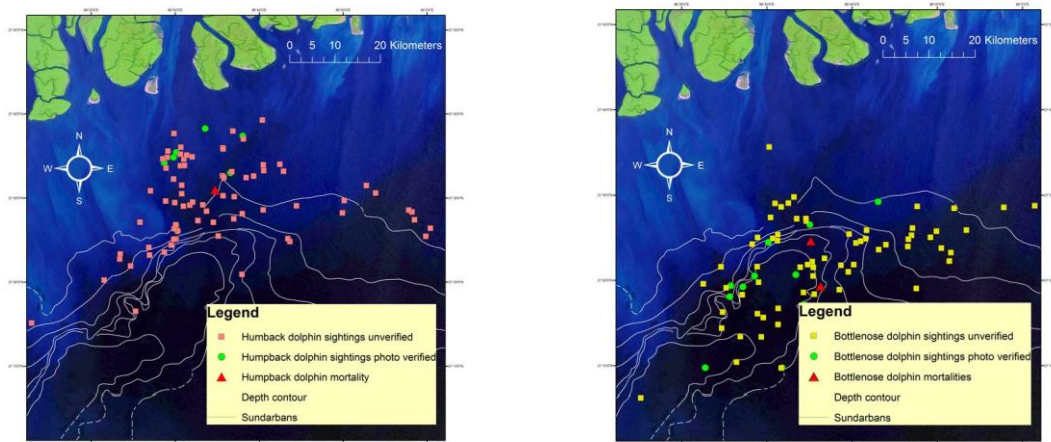 0 5 10 20 Kilometers
N
W E
S
Legend
Humback dolphin sightings unverified
Humpback dolphin sightings photo verified
Humpback dolphin mortality
Depth contour
Sundarbans
0 5 10 20 Kilometers
N
W E
S
Legend
Bottlenose dolphin sightings unverified
Bottlenose dolphin sightings photo verified
Bottlenose dolphin mortalities
Depth contour
Sundarbans